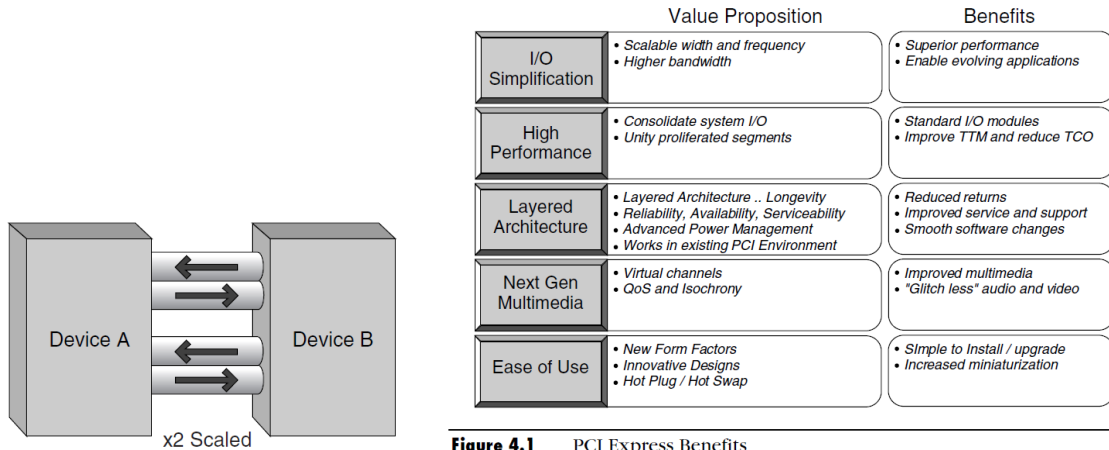 Device A
Device B
x2 Scaled
Value Proposition
Benefits
I/O
Simplification
• Scalable width and frequency
• Higher bandwidth
• Superior performance
• Enable evolving applications
High
Performance
• Consolidate system I/O
• Unity proliferated segments
• Standard I/O modules
• Improve TTM and reduce TCO
Layered
Architecture
• Layered Architecture .. Longevity
• Reliability, Availability, Serviceability
• Advanced Power Management
• Works in existing PCI Environment
• Reduced returns
• Improved service and support
• Smooth software changes
Next Gen
Multimedia
• Virtual channels
• QoS and Isochrony
• Improved multimedia
• "Glitch less" audio and video
Ease of Use
• New Form Factors
• Innovative Designs
• Hot Plug / Hot Swap
• SImple to Install / upgrade
• Increased miniaturization
Figure 4.1 PCI Express Benefits